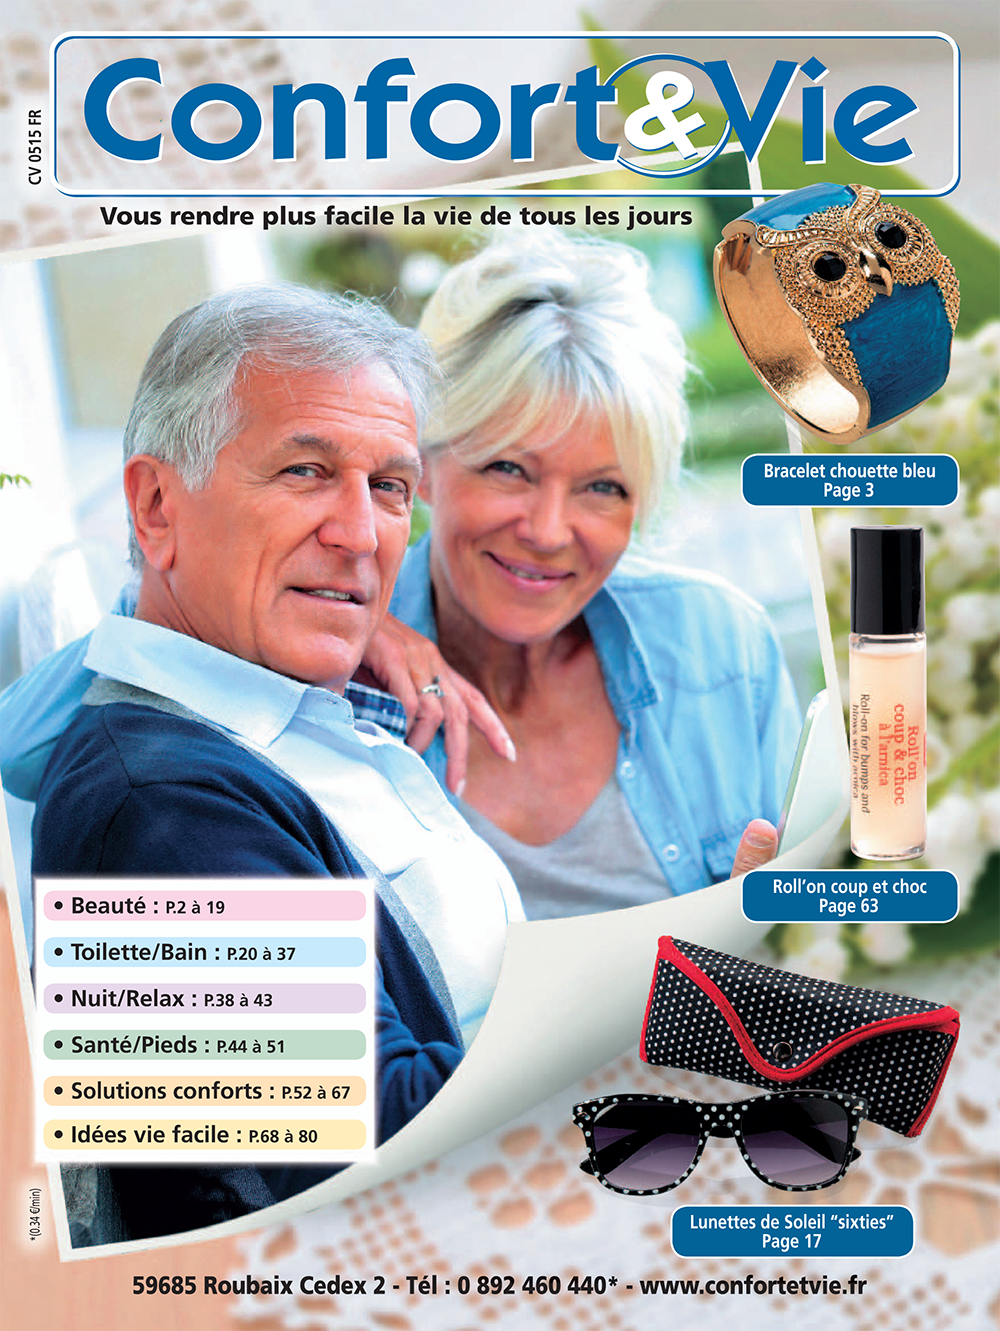 CV 0515 FR
Confort&Vie
Vous rendre plus facile la vie de tous les jours
Bracelet chouette bleu
Page 3
Roll'on
coup & choc
à l'arnica
Roll-on for bumps and
blows with arnica
Roll'on coup et choc
Page 63
• Beauté : P.2 à 19
• Toilette/Bain : P.20 à 37
• Nuit/Relax : P.38 à 43
• Santé/Pieds : P.44 à 51
• Solutions conforts : P.52 à 67
• Idées vie facile : P.68 à 80
Lunettes de Soleil “sixties”
Page 17
*(0.34 €/min)
59685 Roubaix Cedex 2 - Tél : 0 892 460 440* - www.confortetvie.fr